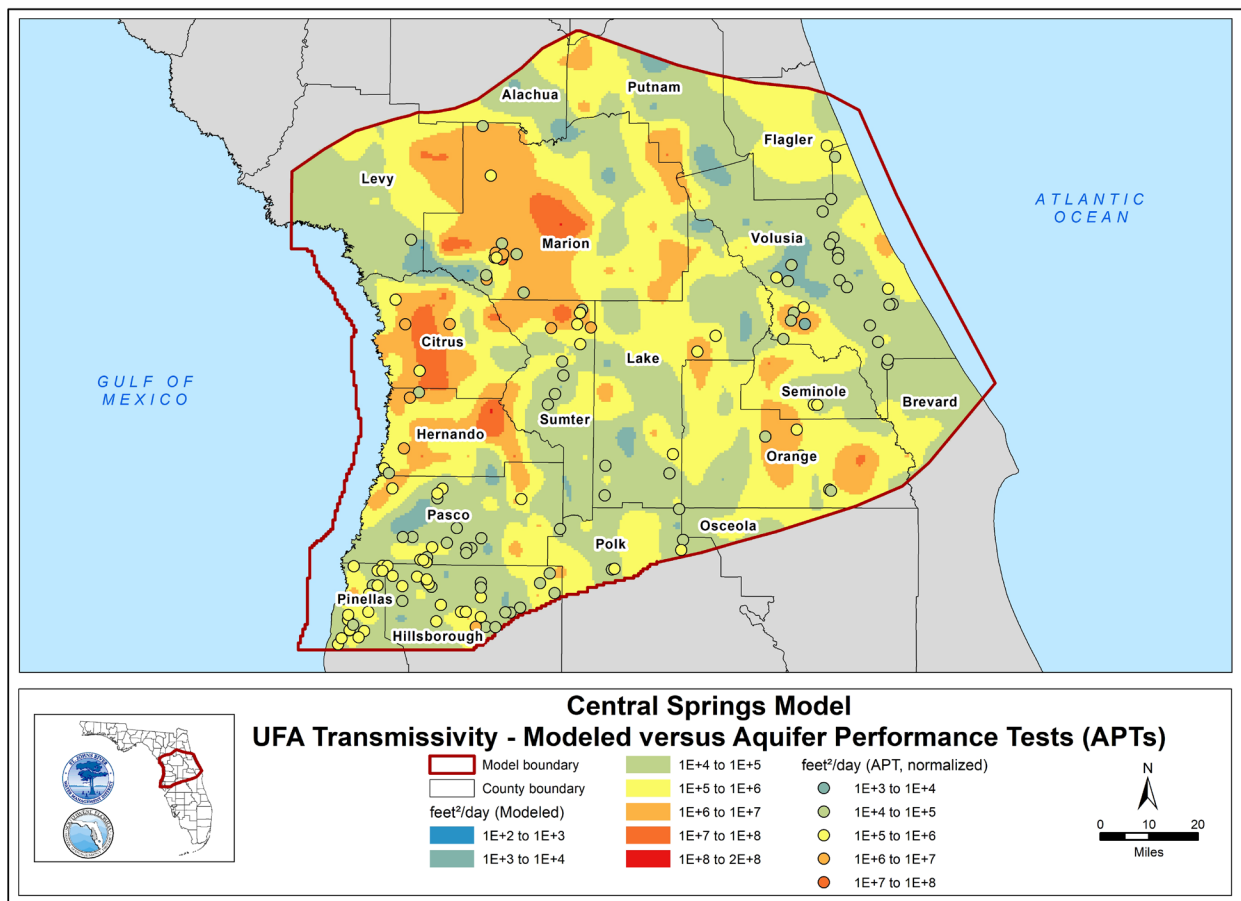 Alachua
Putnam
Flagler
Levy
ATLANTIC
OCEAN
Marion
Volusia
Citrus
Lake
GULF OF
MEXICO
Seminole
Brevard
Sumter
Hernando
Orange
Pasco
Osceola
Polk
Pinellas
Hillsborough
Central Springs Model
UFA Transmissivity - Modeled versus Aquifer Performance Tests (APTs)
Model boundary
County boundary
feet²/day (Modeled)
1E+2 to 1E+3
1E+3 to 1E+4
1E+4 to 1E+5
1E+5 to 1E+6
1E+6 to 1E+7
1E+7 to 1E+8
1E+8 to 2E+8
feet²/day (APT, normalized)
1E+3 to 1E+4
1E+4 to 1E+5
1E+5 to 1E+6
1E+6 to 1E+7
1E+7 to 1E+8
N
0 10 20
Miles